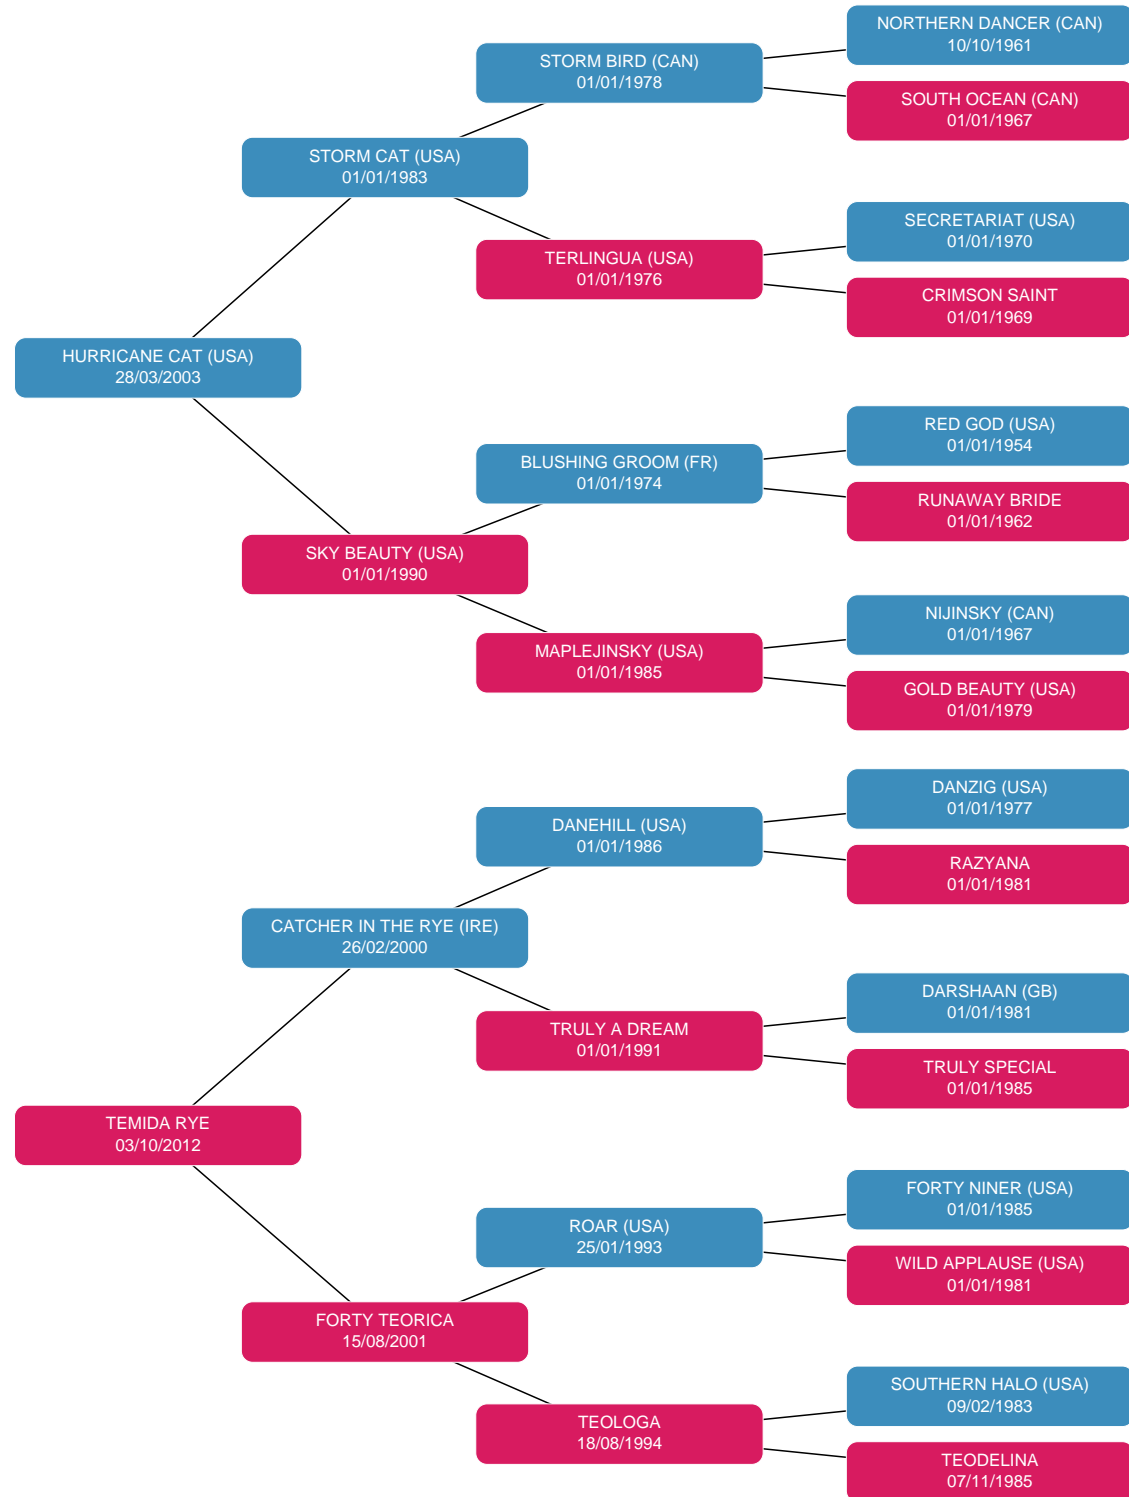 NORTHERN DANCER (CAN)
10/10/1961
STORM BIRD (CAN)
01/01/1978
SOUTH OCEAN (CAN)
01/01/1967
STORM CAT (USA)
01/01/1983
SECRETARIAT (USA)
01/01/1970
TERLINGUA (USA)
01/01/1976
CRIMSON SAINT
01/01/1969
HURRICANE CAT (USA)
28/03/2003
RED GOD (USA)
01/01/1954
BLUSHING GROOM (FR)
01/01/1974
RUNAWAY BRIDE
01/01/1962
SKY BEAUTY (USA)
01/01/1990
NIJINSKY (CAN)
01/01/1967
MAPLEJINSKY (USA)
01/01/1985
GOLD BEAUTY (USA)
01/01/1979
DANZIG (USA)
01/01/1977
DANEHILL (USA)
01/01/1986
RAZYANA
01/01/1981
CATCHER IN THE RYE (IRE)
26/02/2000
DARSHAAN (GB)
01/01/1981
TRULY A DREAM
01/01/1991
TRULY SPECIAL
01/01/1985
TEMIDA RYE
03/10/2012
FORTY NINER (USA)
01/01/1985
ROAR (USA)
25/01/1993
WILD APPLAUSE (USA)
01/01/1981
FORTY TEORICA
15/08/2001
SOUTHERN HALO (USA)
09/02/1983
TEOLOGA
18/08/1994
TEODELINA
07/11/1985